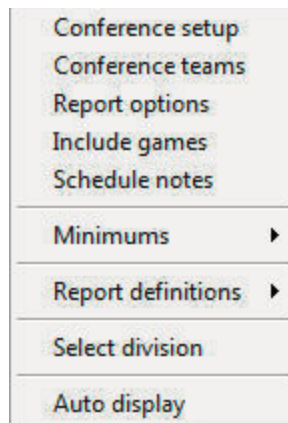 Conference setup
Conference teams
Report options
Include games
Schedule notes
Minimums
Report definitions
Select division
Auto display